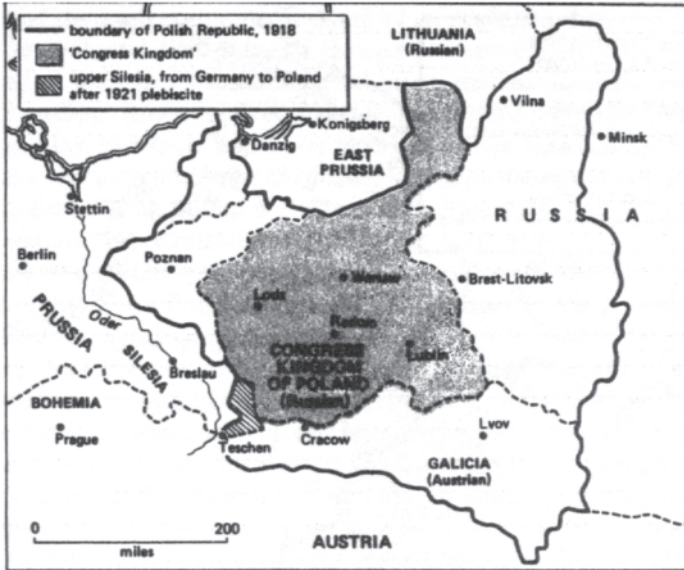 boundary of Polish Republic, 1918
'Congress Kingdom'
upper Silesia, from Germany to Poland
after 1921 plebiscite
LITHUANIA
(Russian)
Vilna
Konigsberg
Minsk
Danzig
EAST
PRUSSIA
Stettin
RUSSIA
Berlin
Poznan
Warsaw
Brest-Litovsk
Lodz
PRUSSIA
Oder
Radom
SILESIA
Lublin
Breslau
CONGRESS
KINGDOM
OF POLAND
(Russian)
BOHEMIA
Prague
Teschen
Cracow
Lvov
GALICIA
(Austrian)
0 200
miles
AUSTRIA